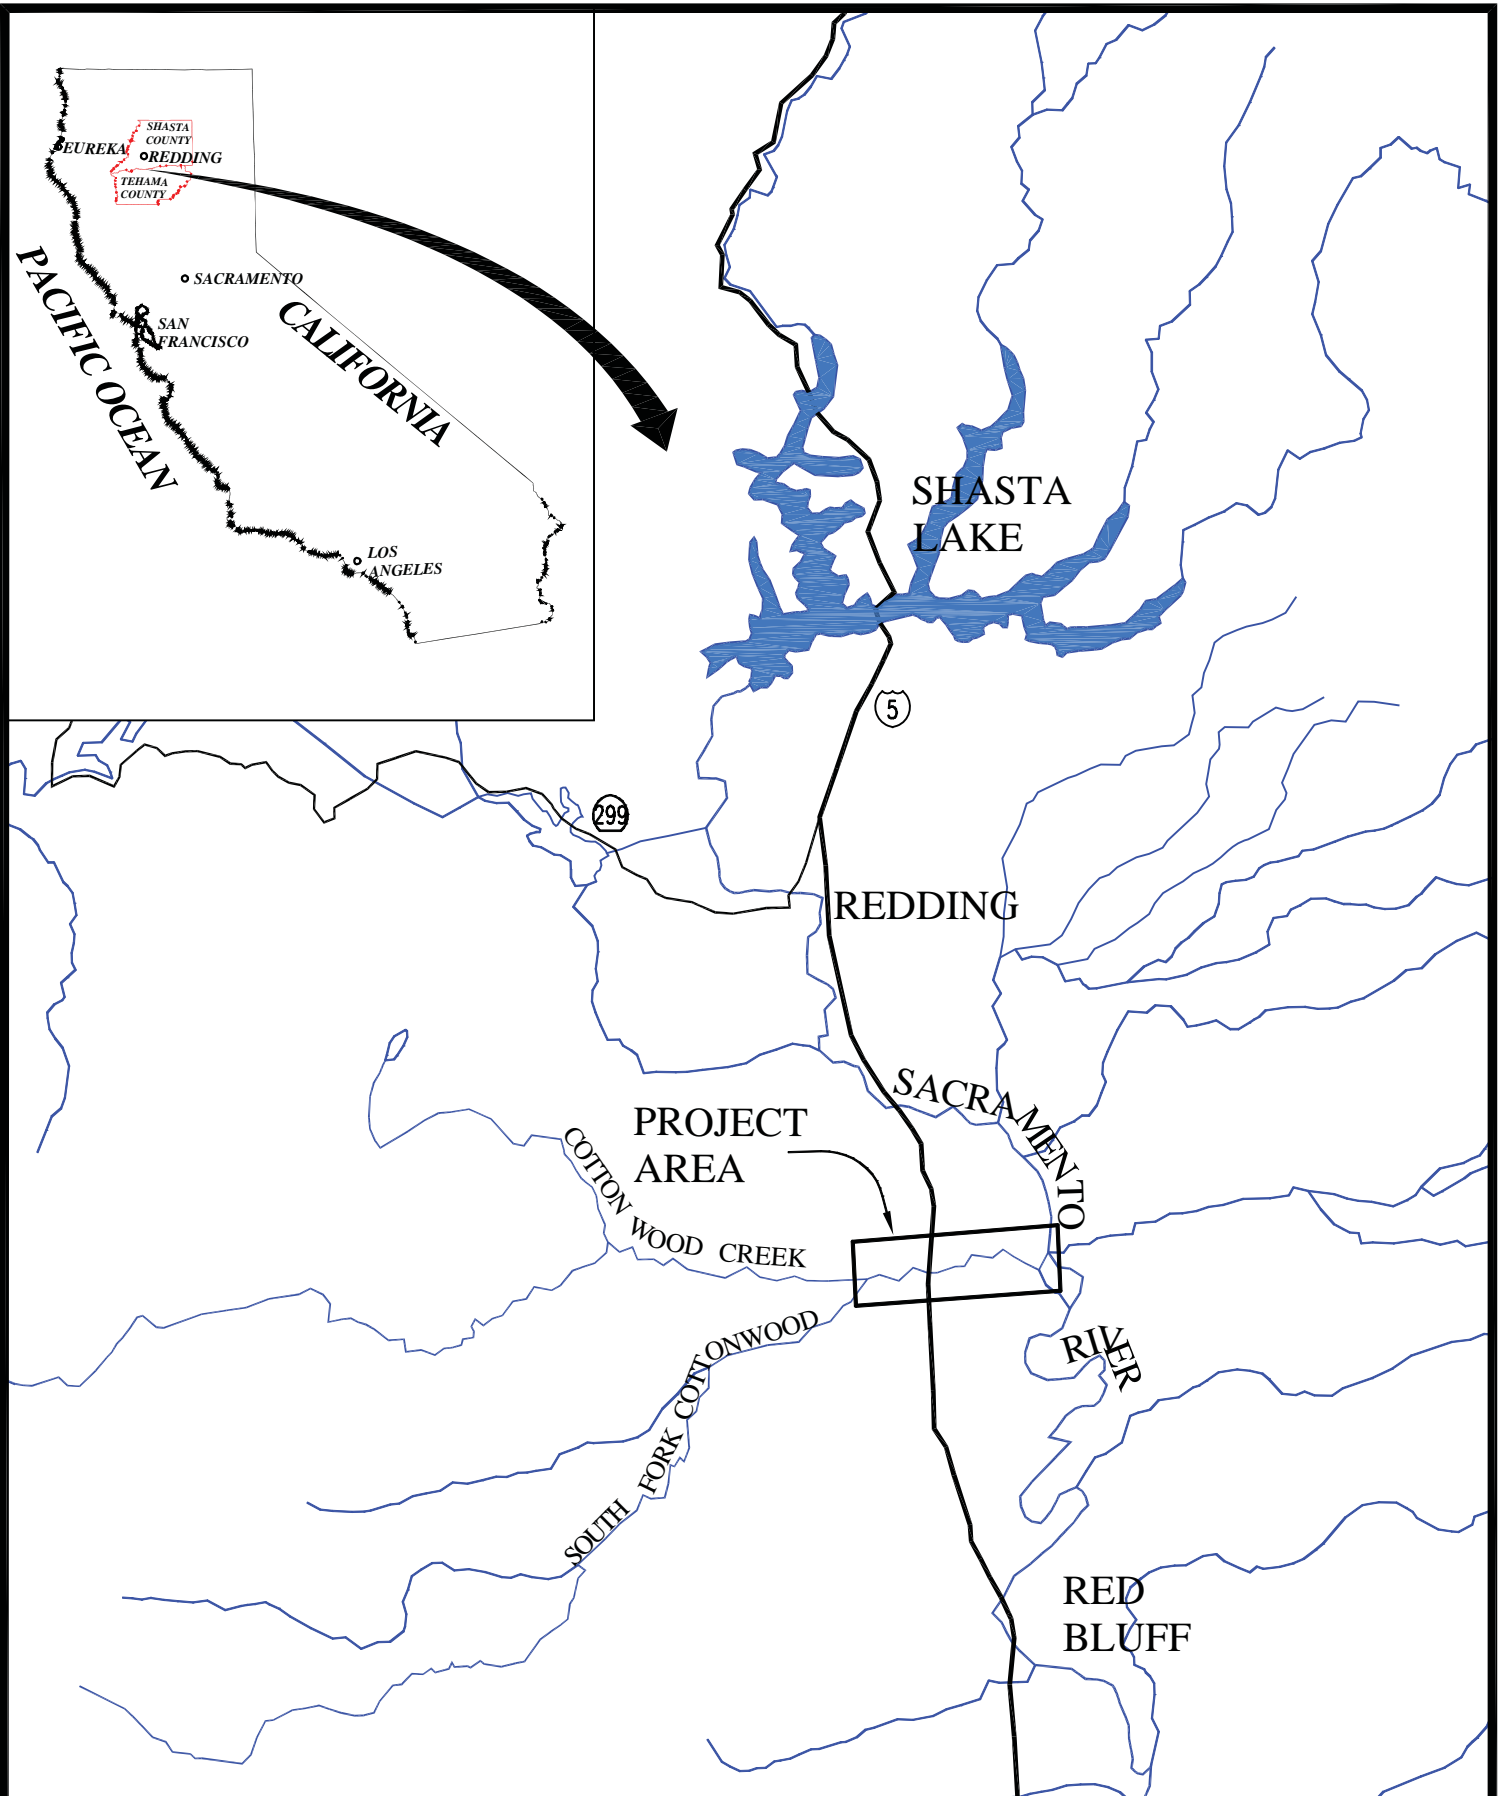 SHASTA
COUNTY
EUREKA
REDDING
TEHAMA
COUNTY
SACRAMENTO
PACIFIC OCEAN
SAN
FRANCISCO
CALIFORNIA
LOS
ANGELES
SHASTA
LAKE
5
299
REDDING
SACRAMENTO
RIVER
PROJECT
AREA
COTTON WOOD CREEK
SOUTH FORK COTTONWOOD
RED
BLUFF